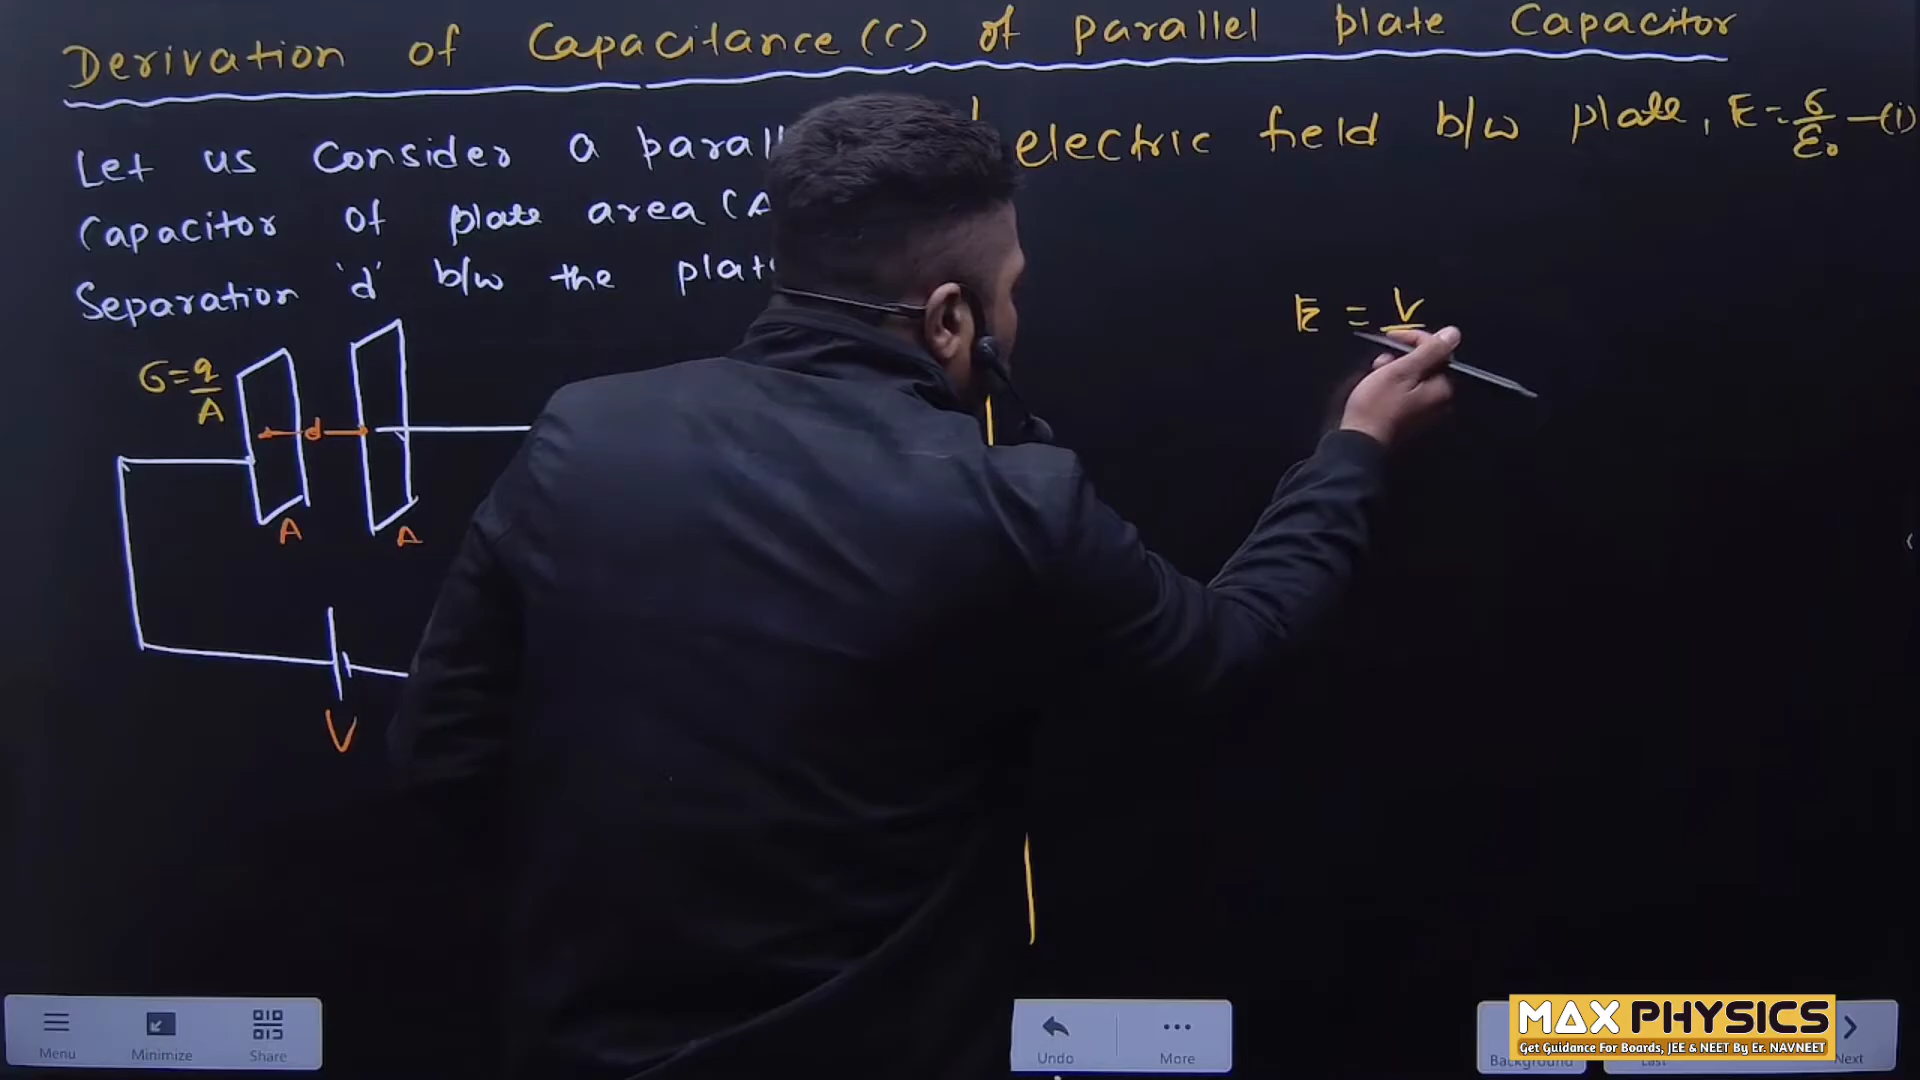 Derivation of Capacitance (C) of parallel plate Capacitor
Let us Consider a parall
Capacitor of plate area (A
Separation 'd' b/w the plat
electric field b/w plate, E = σ/ε₀ —(i)
E = V
σ = q/A
d
A
A
V
Menu
Minimize
Share
Undo
More
Background
Last
Next
MAX PHYSICS
Get Guidance For Boards, JEE & NEET By Er. NAVNEET